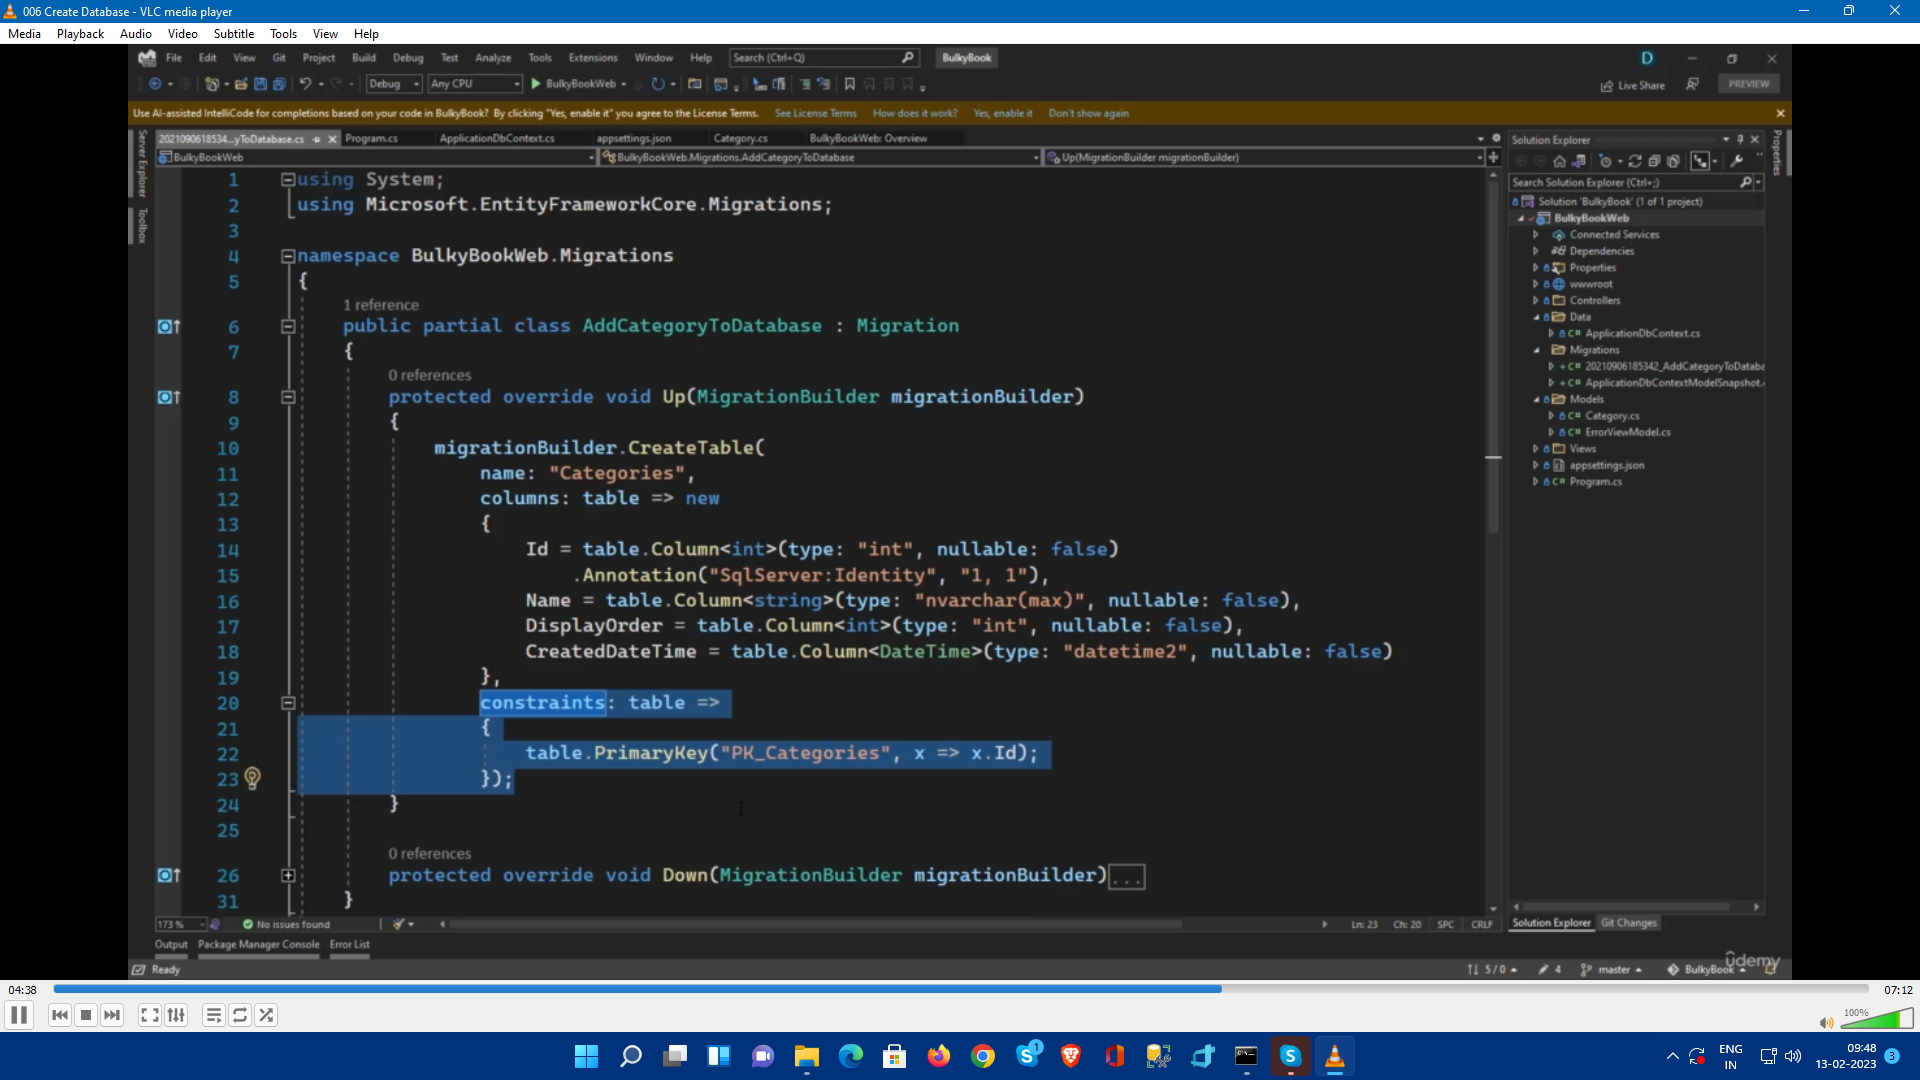 006 Create Database - VLC media player
Media Playback Audio Video Subtitle Tools View Help
File Edit View Git Project Build Debug Test Analyze Tools Extensions Window Help Search (Ctrl+Q) BulkyBook D
Debug Any CPU BulkyBookWeb Live Share PREVIEW
Use AI-assisted IntelliCode for completions based on your code in BulkyBook? By clicking "Yes, enable it" you agree to the License Terms. See License Terms How does it work? Yes, enable it Don't show again
2021090618534...yToDatabase.cs Program.cs ApplicationDbContext.cs appsettings.json Category.cs BulkyBookWeb: Overview
BulkyBookWeb BulkyBookWeb.Migrations.AddCategoryToDatabase Up(MigrationBuilder migrationBuilder)
Server Explorer
Toolbox
1 using System;
2 using Microsoft.EntityFrameworkCore.Migrations;
3
4 namespace BulkyBookWeb.Migrations
5 {
1 reference
6 public partial class AddCategoryToDatabase : Migration
7 {
0 references
8 protected override void Up(MigrationBuilder migrationBuilder)
9 {
10 migrationBuilder.CreateTable(
11 name: "Categories",
12 columns: table => new
13 {
14 Id = table.Column<int>(type: "int", nullable: false)
15 .Annotation("SqlServer:Identity", "1, 1"),
16 Name = table.Column<string>(type: "nvarchar(max)", nullable: false),
17 DisplayOrder = table.Column<int>(type: "int", nullable: false),
18 CreatedDateTime = table.Column<DateTime>(type: "datetime2", nullable: false)
19 },
20 constraints: table =>
21 {
22 table.PrimaryKey("PK_Categories", x => x.Id);
23 });
24 }
25
0 references
26 protected override void Down(MigrationBuilder migrationBuilder)...
31 }
173 % No issues found Ln: 23 Ch: 20 SPC CRLF
Output Package Manager Console Error List
Ready 5 / 0 4 master BulkyBook
Solution Explorer
Search Solution Explorer (Ctrl+;)
Solution 'BulkyBook' (1 of 1 project)
BulkyBookWeb
Connected Services
Dependencies
Properties
wwwroot
Controllers
Data
C# ApplicationDbContext.cs
Migrations
C# 20210906185342_AddCategoryToDataba
C# ApplicationDbContextModelSnapshot.
Models
C# Category.cs
C# ErrorViewModel.cs
Views
appsettings.json
C# Program.cs
Solution Explorer Git Changes
Properties
udemy
04:38 07:12
100%
1
ENG
IN
09:48
13-02-2023
3